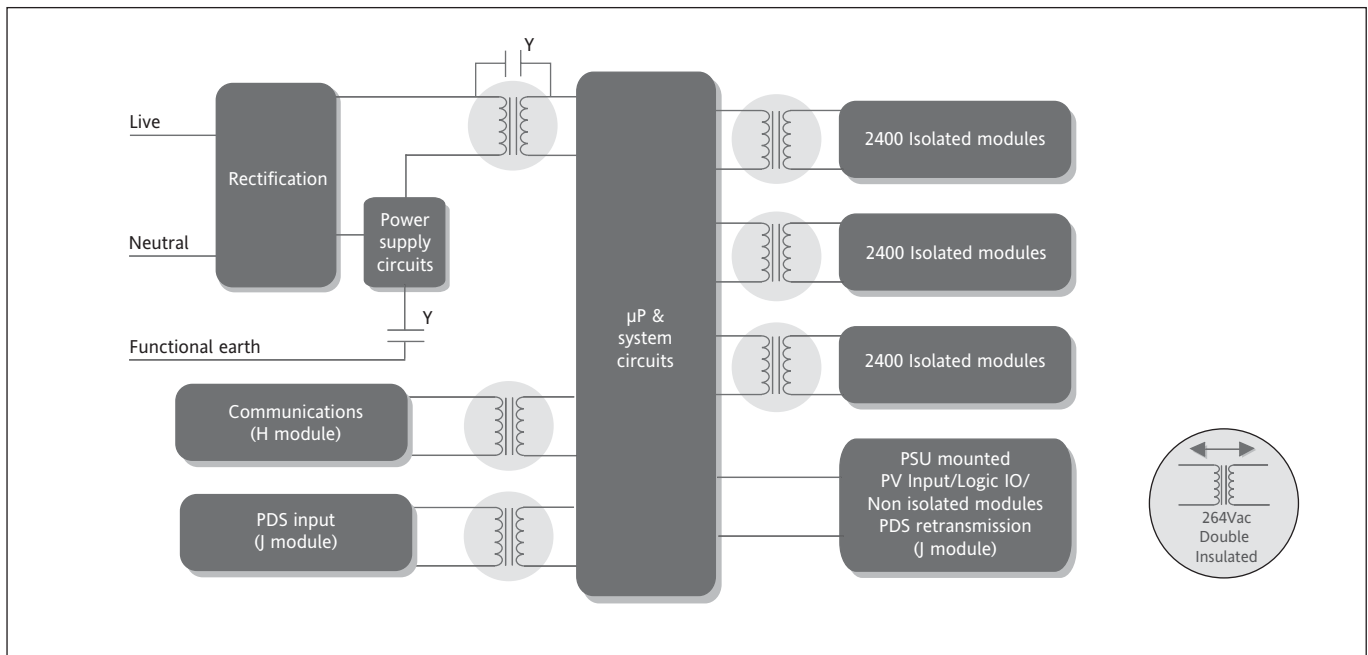 Y
Live
Rectification
Neutral
Power
supply
circuits
Y
Functional earth
Communications
(H module)
PDS input
(J module)
µP &
system
circuits
2400 Isolated modules
2400 Isolated modules
2400 Isolated modules
PSU mounted
PV Input/Logic IO/
Non isolated modules
PDS retransmission
(J module)
264Vac
Double
Insulated